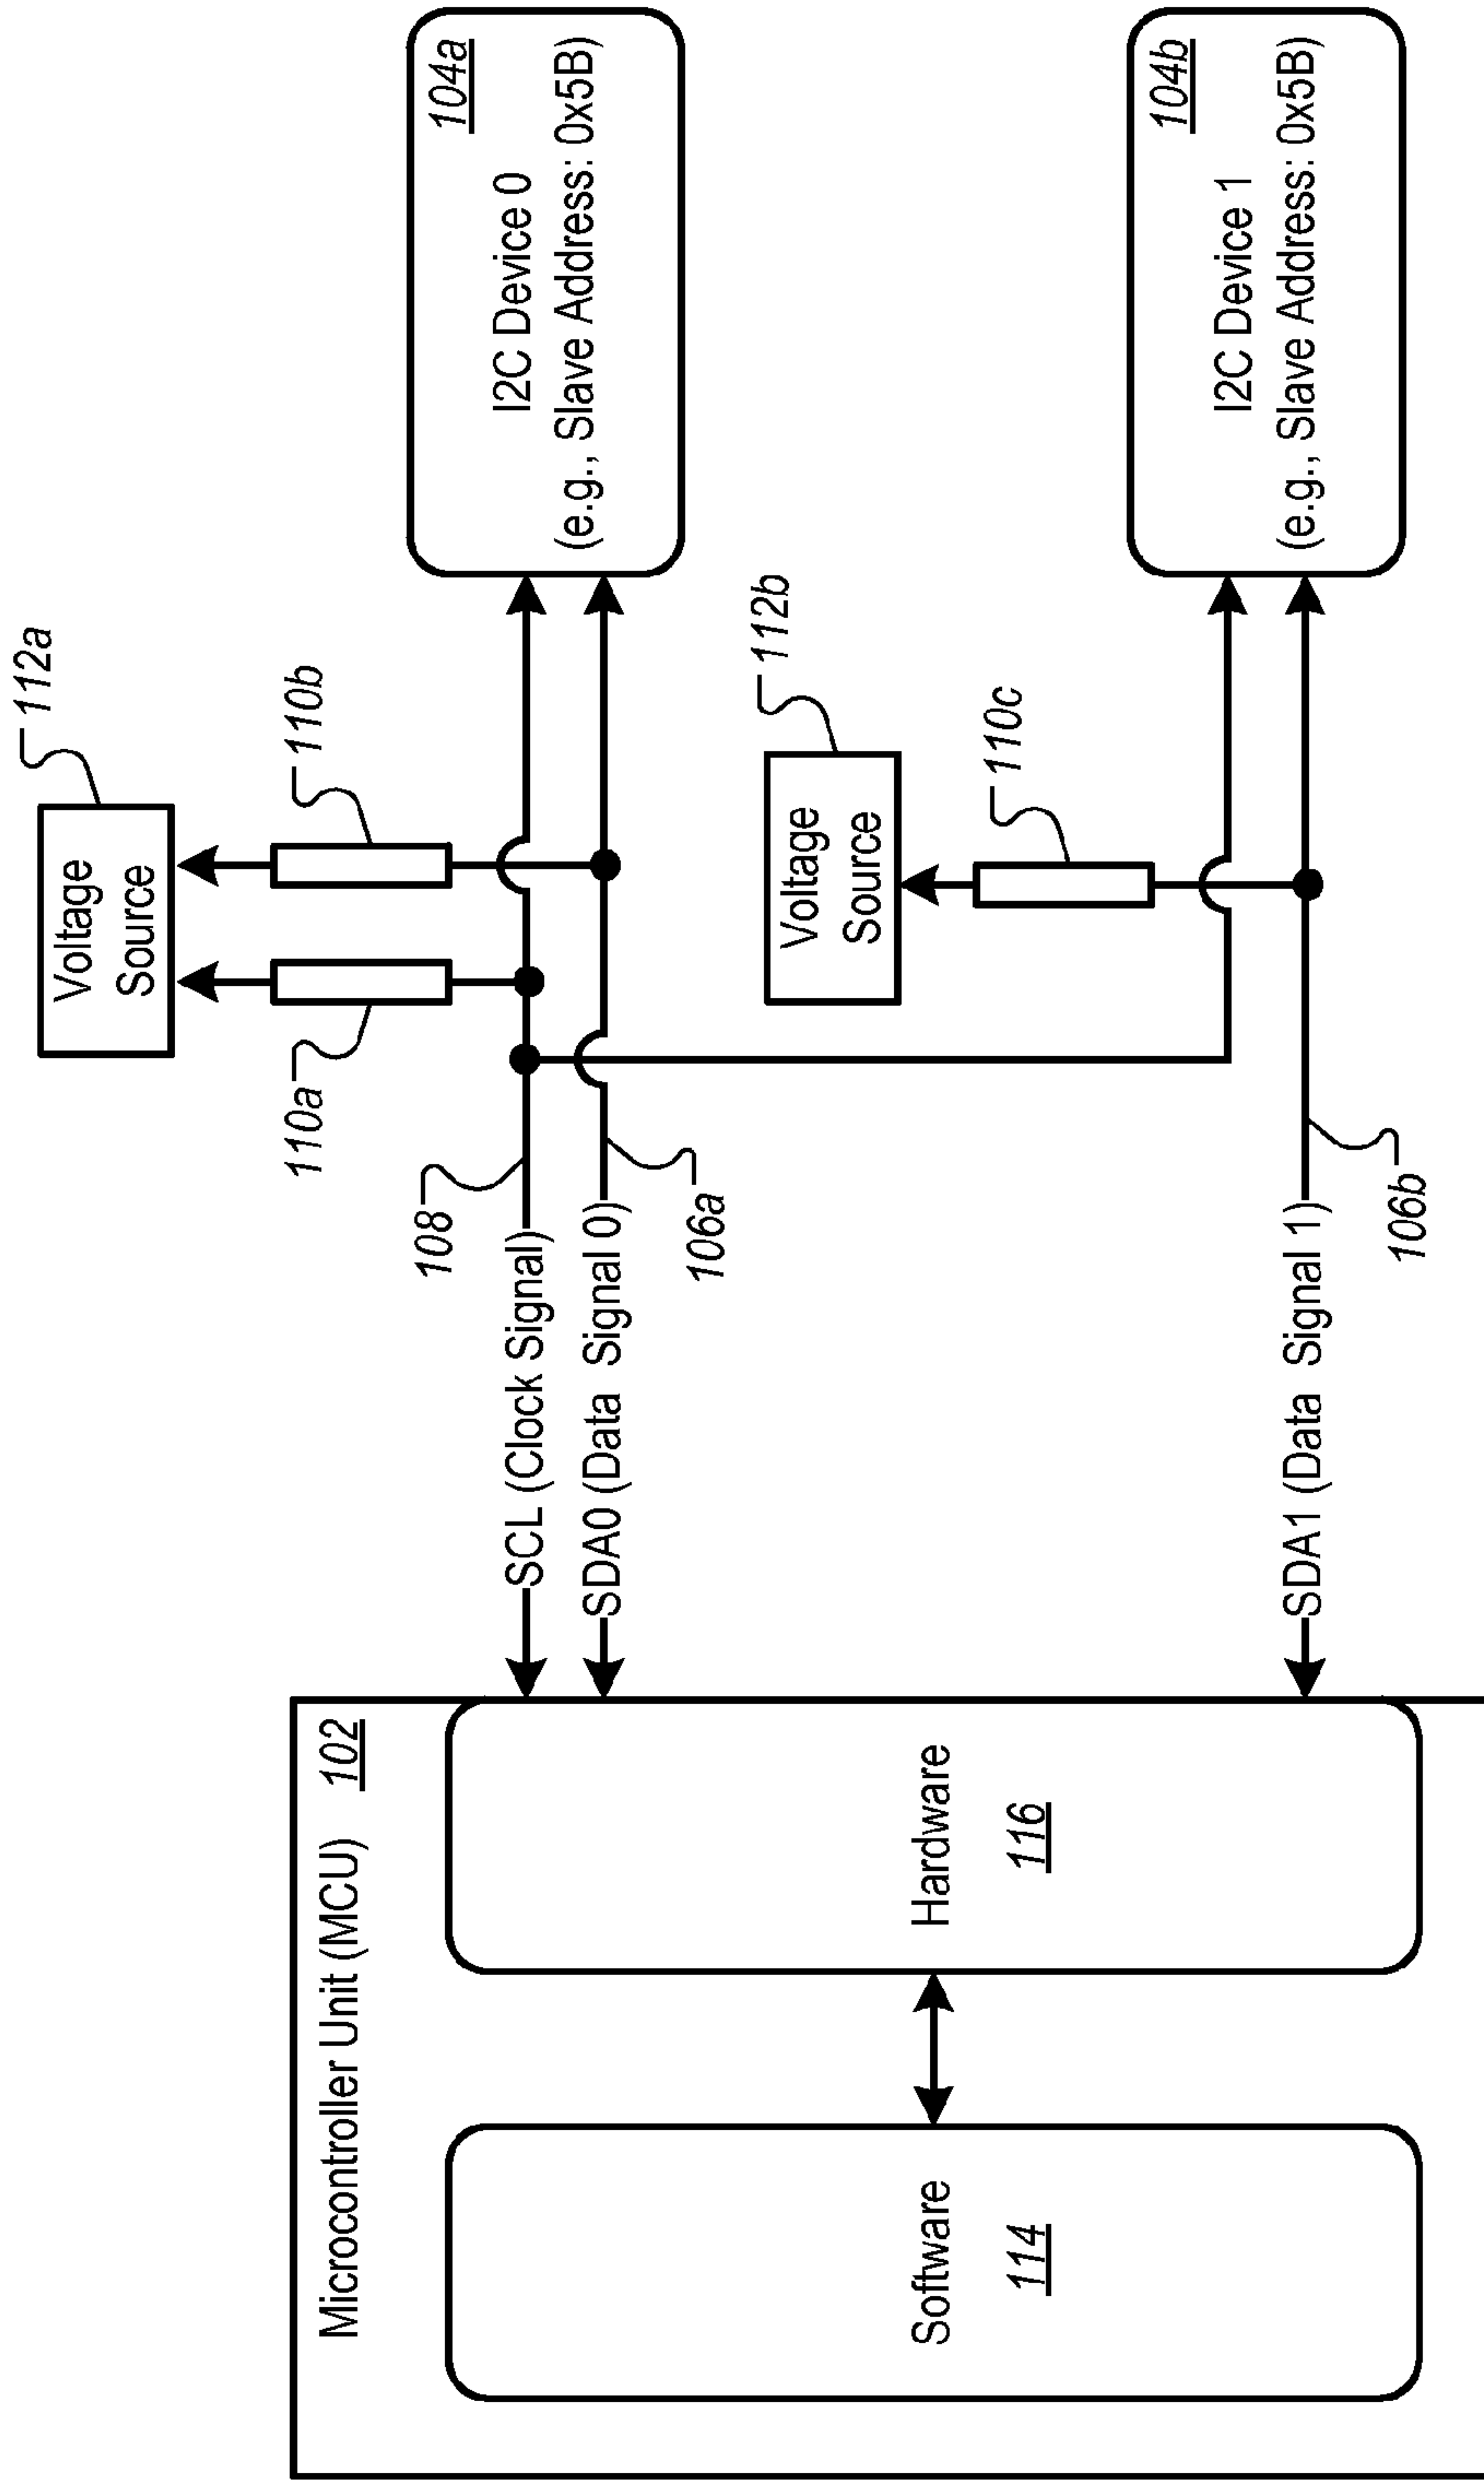 Microcontroller Unit (MCU) 102
Software
114
Hardware
116
SCL (Clock Signal)
SDA0 (Data Signal 0)
SDA1 (Data Signal 1)
108
106a
106b
110a
Voltage
Source
112a
110b
Voltage
Source
112b
110c
104a
I2C Device 0
(e.g., Slave Address: 0x5B)
104b
I2C Device 1
(e.g., Slave Address: 0x5B)